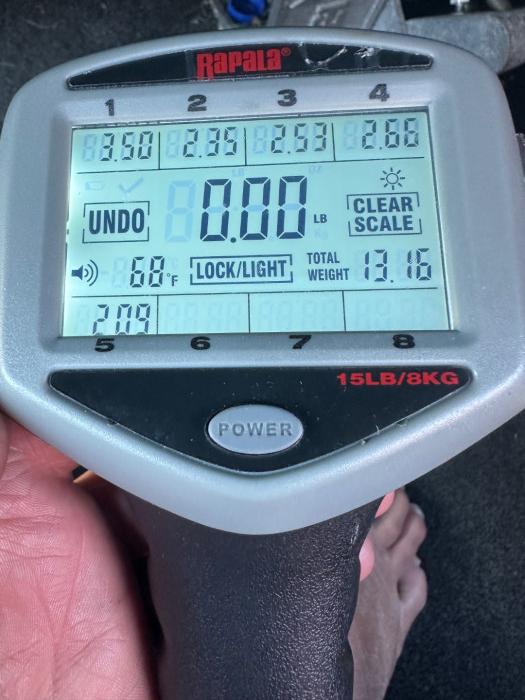 Rapala®
1 2 3 4
3.50 2.35 2.53 2.66
UNDO 0.00 LB CLEAR SCALE
68°F LOCK/LIGHT TOTAL WEIGHT 13.16
2.09
5 6 7 8
15LB/8KG
POWER